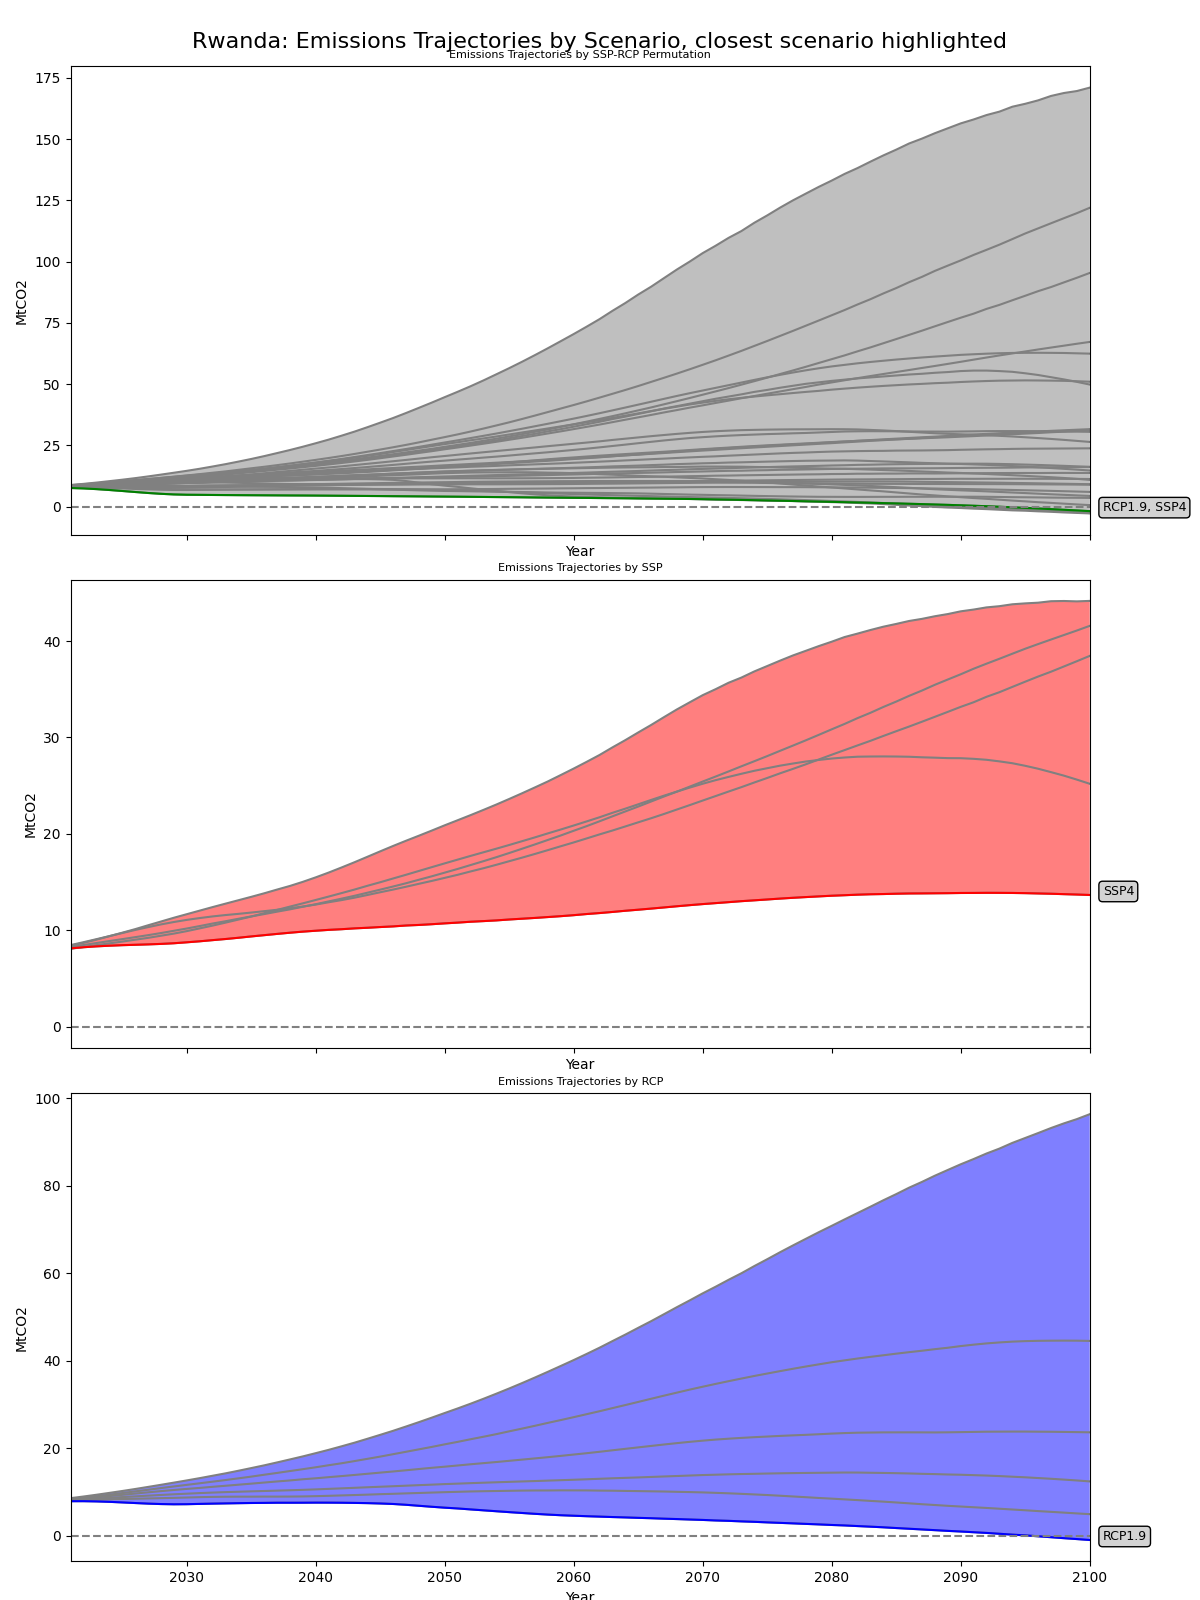 Rwanda: Emissions Trajectories by Scenario, closest scenario highlighted
Emissions Trajectories by SSP-RCP Permutation
175
150
125
100
75
50
25
0
MtCO2
RCP1.9, SSP4
Year
Emissions Trajectories by SSP
40
30
20
10
0
MtCO2
SSP4
Year
Emissions Trajectories by RCP
100
80
60
40
20
0
MtCO2
RCP1.9
2030 2040 2050 2060 2070 2080 2090 2100
Year